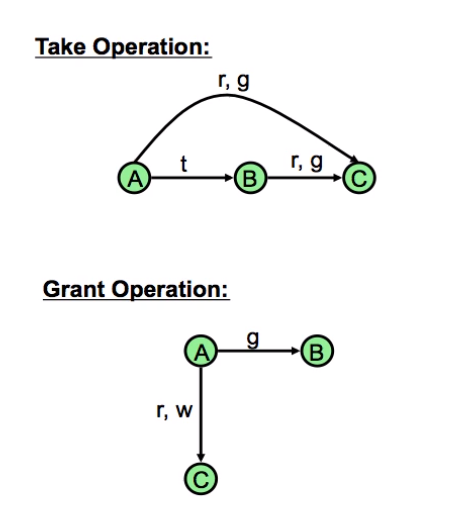 Take Operation:
r, g
t
r, g
A
B
C
Grant Operation:
g
A
B
r, w
C